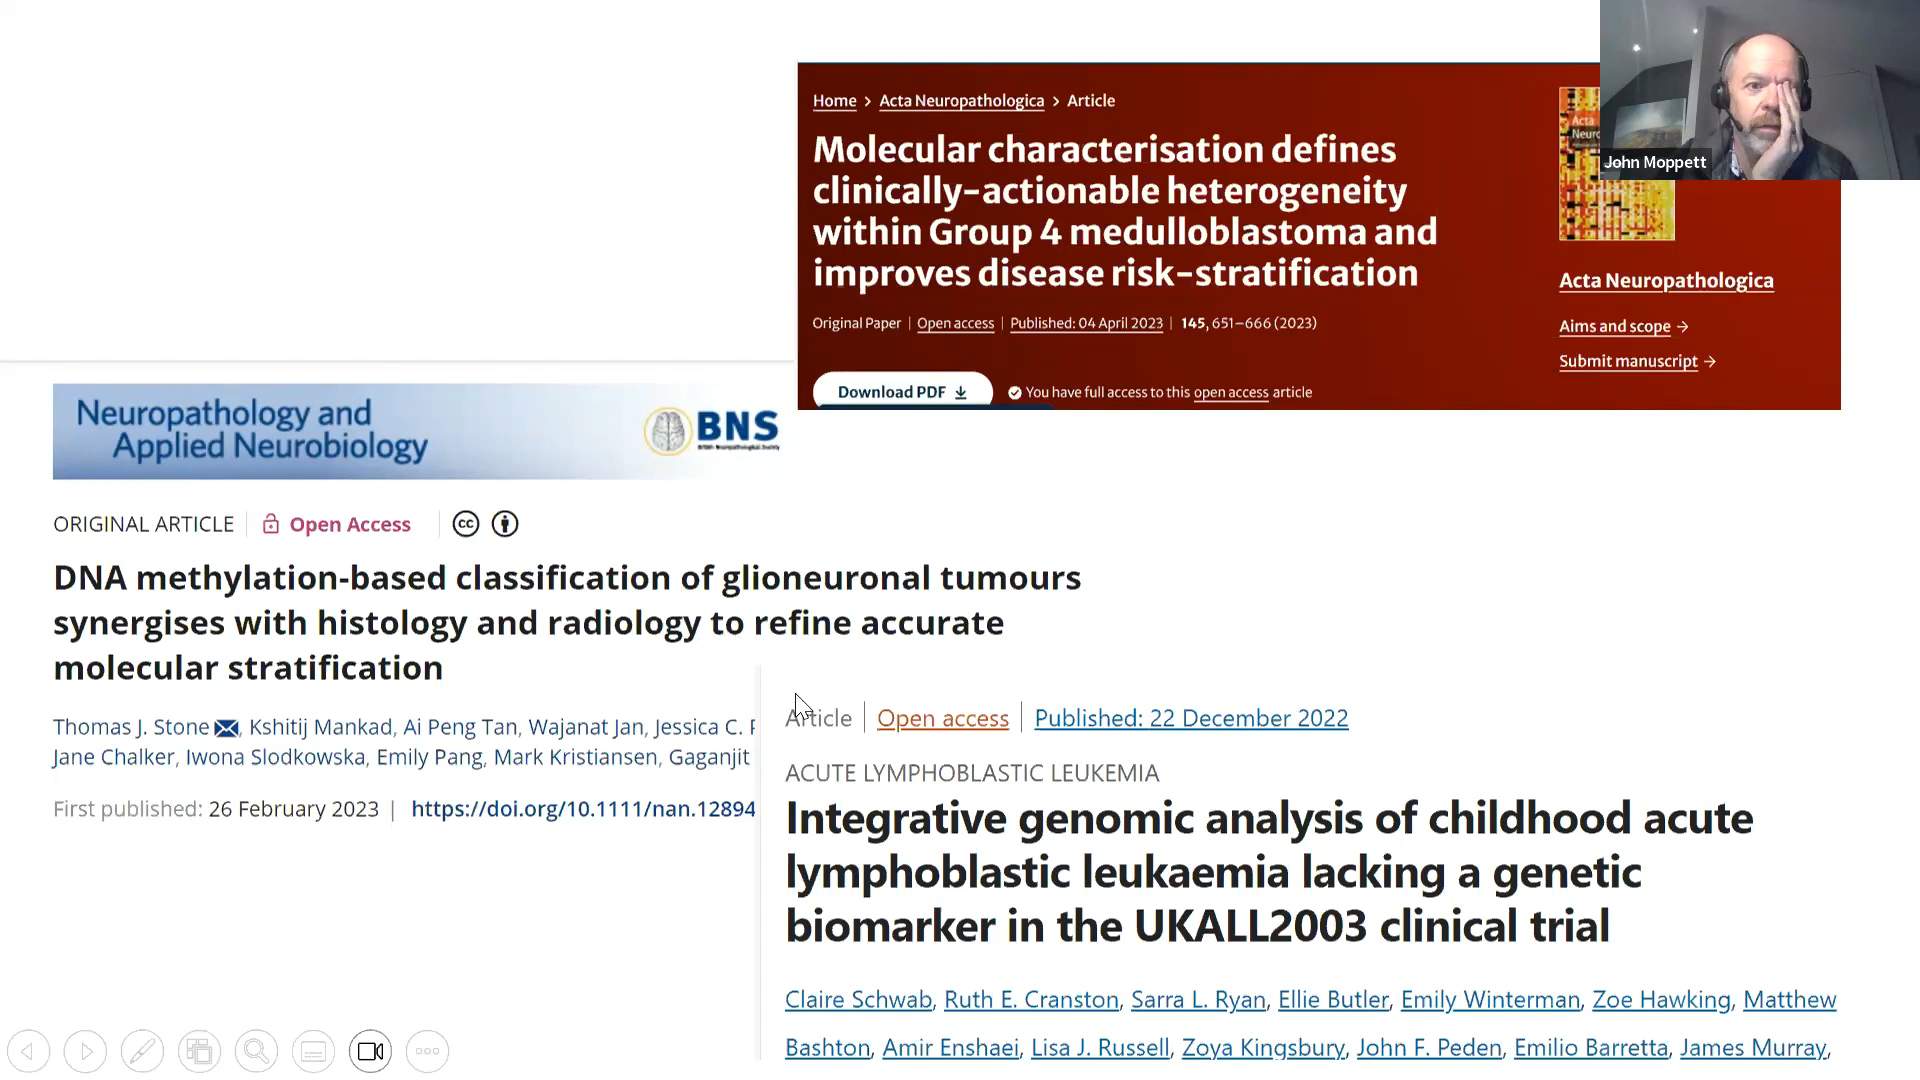 Home > Acta Neuropathologica > Article
Molecular characterisation defines
clinically-actionable heterogeneity
within Group 4 medulloblastoma and
improves disease risk-stratification
Original Paper | Open access | Published: 04 April 2023 | 145, 651–666 (2023)
Download PDF
You have full access to this open access article
Acta
John Moppett
Acta Neuropathologica
Aims and scope →
Submit manuscript →
Neuropathology and
Applied Neurobiology
BNS
ORIGINAL ARTICLE
Open Access
cc
DNA methylation-based classification of glioneuronal tumours
synergises with histology and radiology to refine accurate
molecular stratification
Thomas J. Stone, Kshitij Mankad, Ai Peng Tan, Wajanat Jan, Jessica C.
Jane Chalker, Iwona Slodkowska, Emily Pang, Mark Kristiansen, Gaganjit
First published: 26 February 2023 | https://doi.org/10.1111/nan.12894
Article | Open access | Published: 22 December 2022
ACUTE LYMPHOBLASTIC LEUKEMIA
Integrative genomic analysis of childhood acute
lymphoblastic leukaemia lacking a genetic
biomarker in the UKALL2003 clinical trial
Claire Schwab, Ruth E. Cranston, Sarra L. Ryan, Ellie Butler, Emily Winterman, Zoe Hawking, Matthew
Bashton, Amir Enshaei, Lisa J. Russell, Zoya Kingsbury, John F. Peden, Emilio Barretta, James Murray,